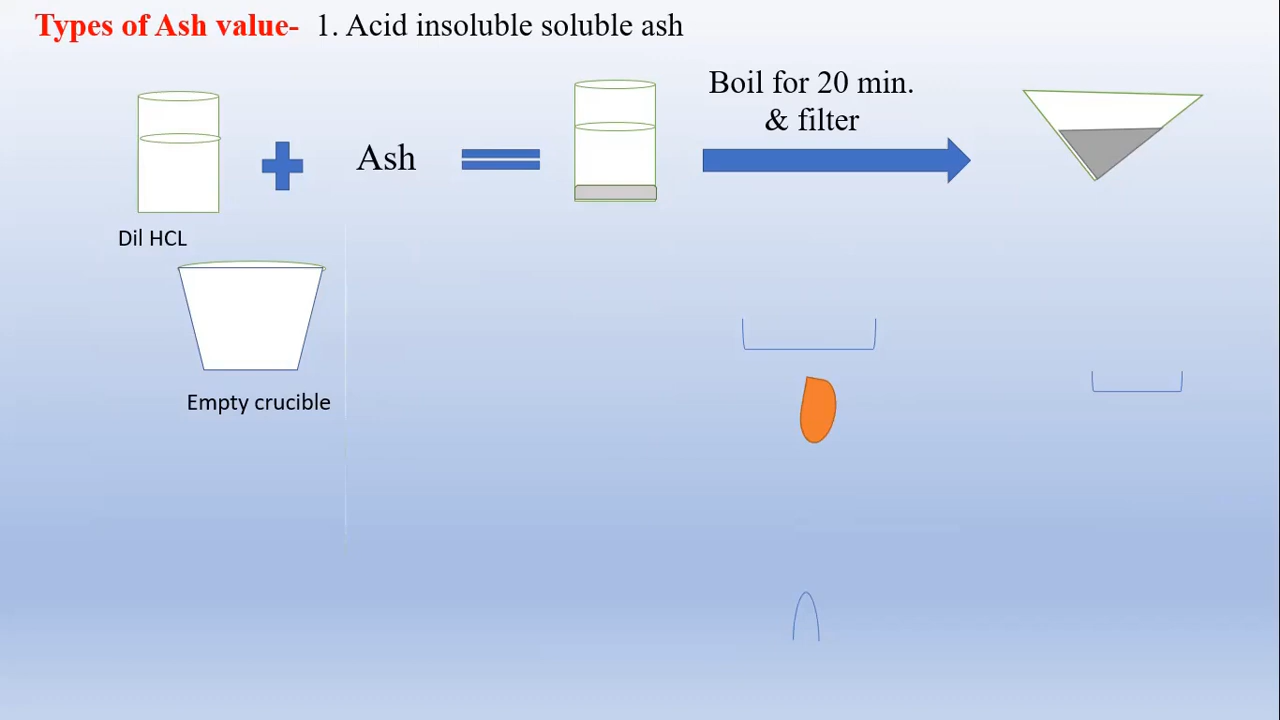 Types of Ash value- 1. Acid insoluble soluble ash
Boil for 20 min.
& filter
Ash
Dil HCL
Empty crucible